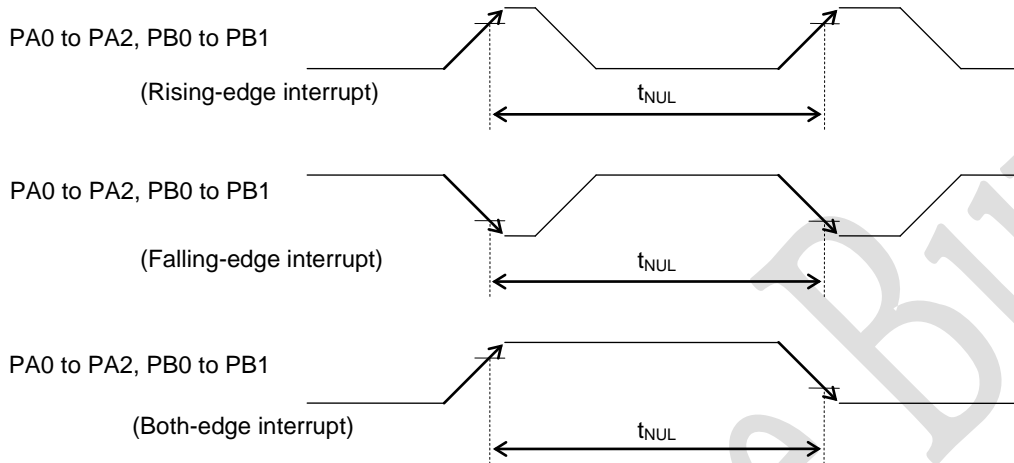 PA0 to PA2, PB0 to PB1
(Rising-edge interrupt)
tNUL
PA0 to PA2, PB0 to PB1
(Falling-edge interrupt)
tNUL
PA0 to PA2, PB0 to PB1
(Both-edge interrupt)
tNUL